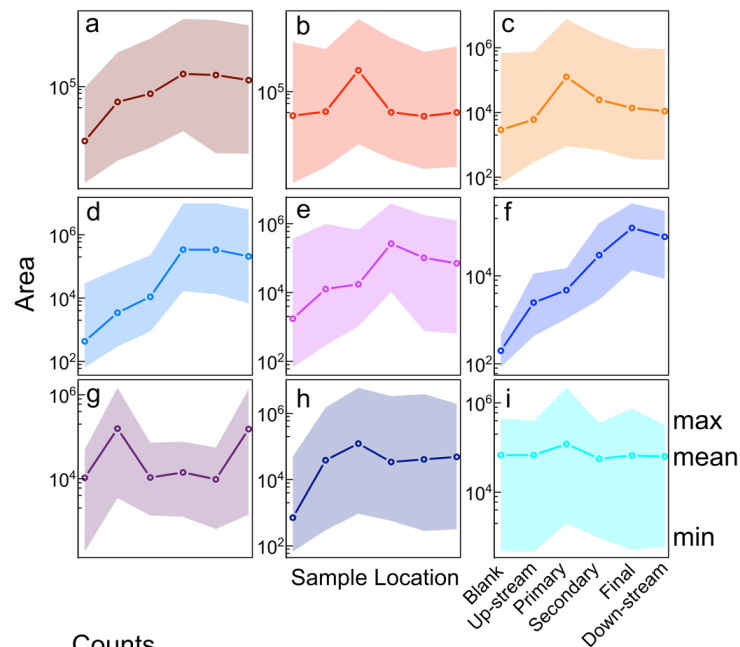 a
b
c
10^5
10^5
10^6
10^4
10^2
d
e
f
10^6
10^4
10^2
10^6
10^4
10^2
10^4
10^2
Area
g
h
i
10^6
10^4
10^6
10^4
10^2
10^6
10^4
max
mean
min
Sample Location
Blank
Up-stream
Primary
Secondary
Final
Down-stream